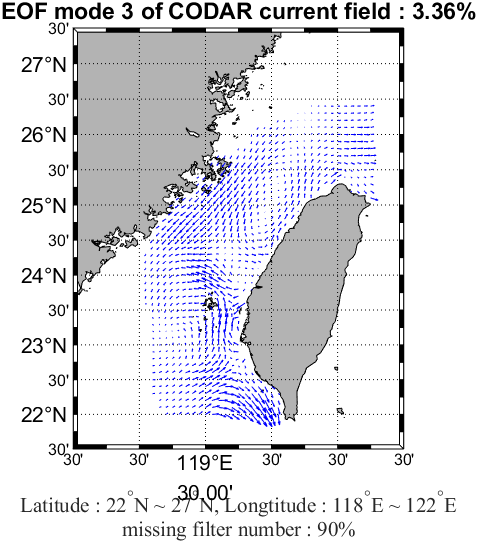 EOF mode 3 of CODAR current field : 3.36%
30'
27°N
30'
26°N
30'
25°N
30'
24°N
30'
23°N
30'
22°N
30'
30' 30' 119°E 30' 30' 30'
30.00'
Latitude : 22°N ~ 27°N, Longtitude : 118°E ~ 122°E
missing filter number : 90%